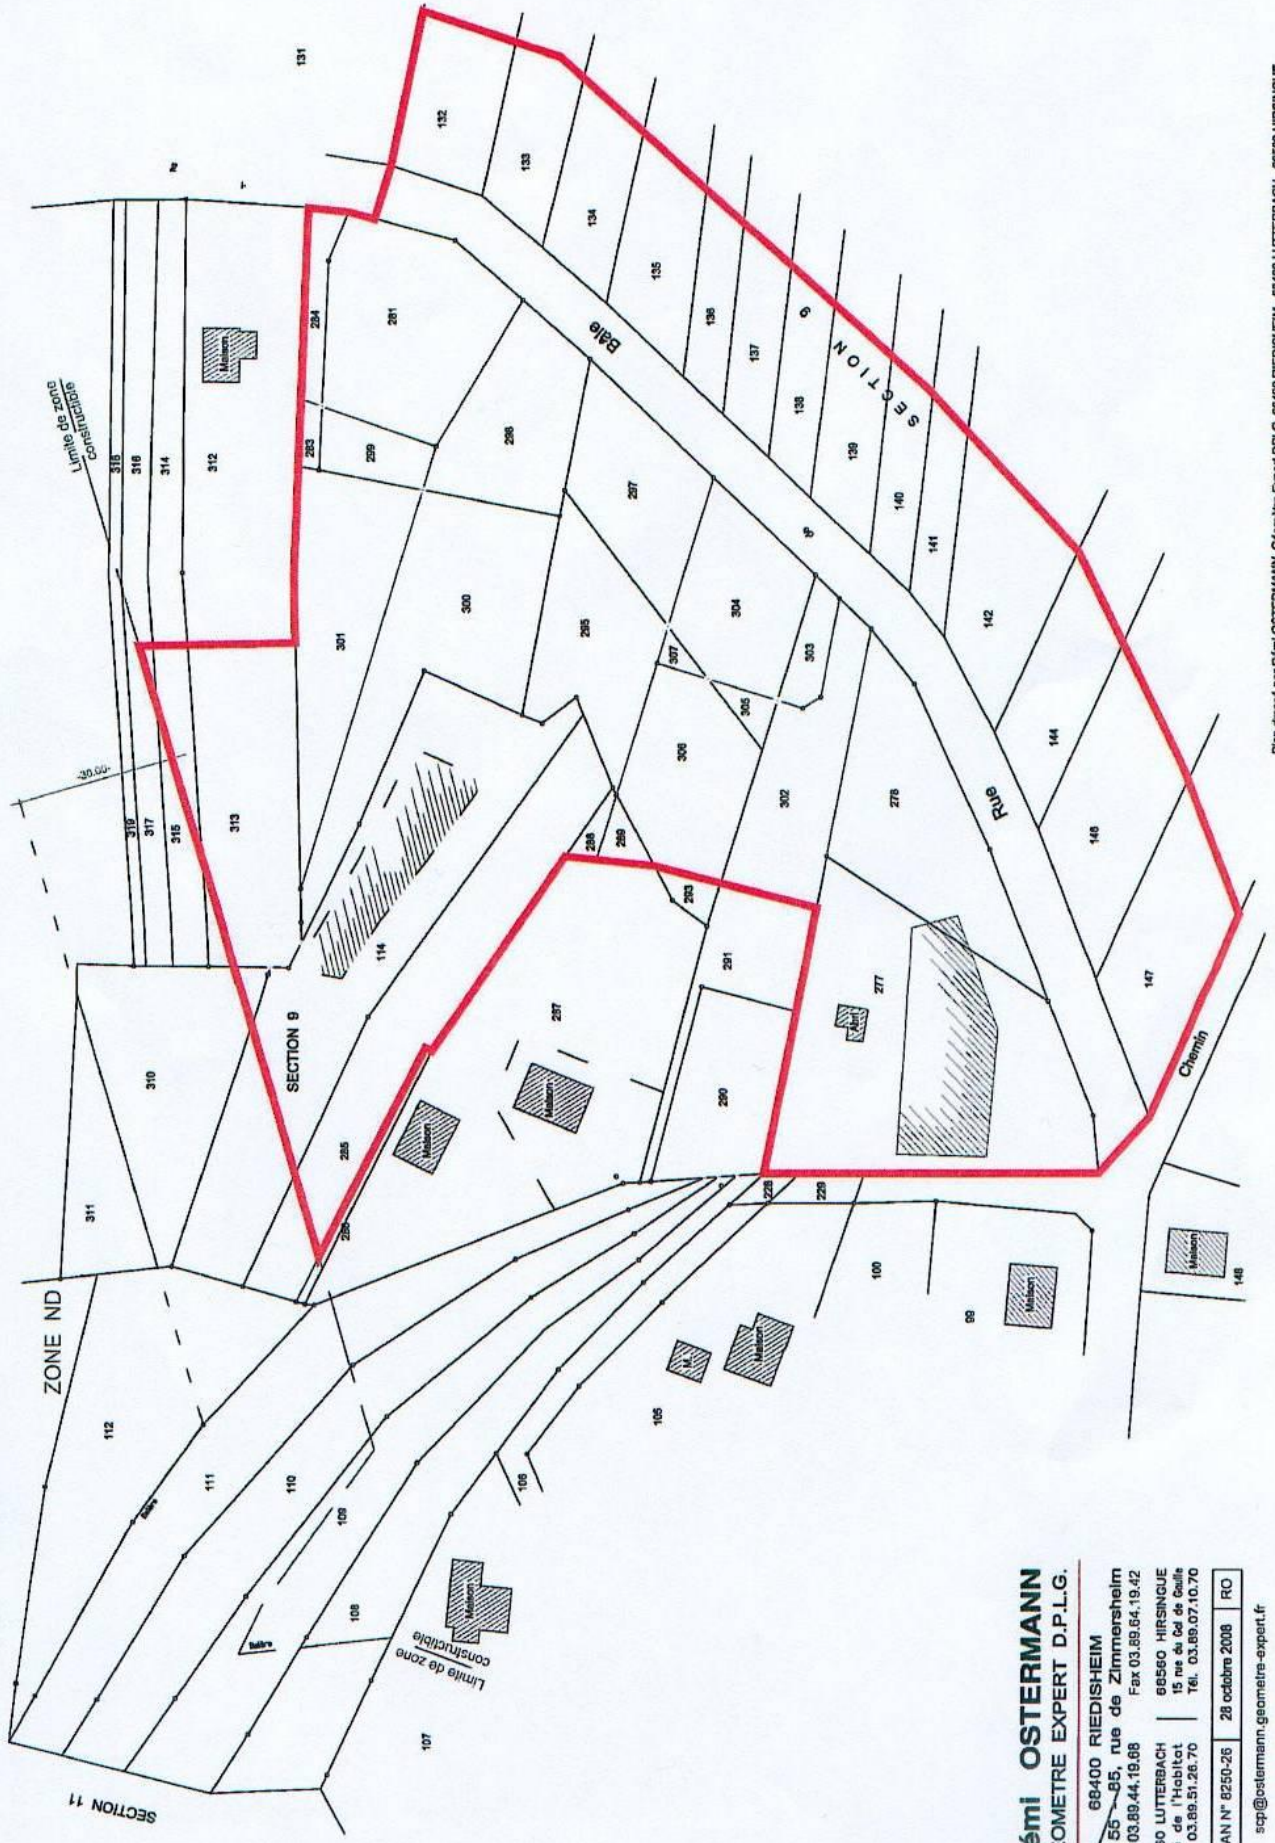 131
132
133
134
135
136
137
138
139
140
141
142
144
146
147
148
SECTION 9
Limite de zone
constructible
318
316
314
312
Maison
284
281
283
299
298
301
300
297
295
304
307
303
305
306
302
278
Bâle
Rue
Chemin
-30.00-
319
317
315
313
114
288
289
293
291
290
277
Abri
SECTION 9
310
311
285
286
287
Maison
Maison
228
229
100
99
Maison
Maison
ZONE ND
112
111
110
109
108
107
106
105
M.
Maison
Maison
Limite de zone
constructible
SECTION 11
émi OSTERMANN
OMETRE EXPERT D.P.L.G.
68400 RIEDISHEIM
55 - 85, rue de Zimmersheim
03.89.44.19.68 Fax 03.89.64.19.42
0 LUTTERBACH
de l'Habitat
03.89.51.26.70
68560 HIRSINGUE
15 rue du Gal de Gaulle
Tél. 03.89.07.10.70
AN N° 8250-26
28 octobre 2008
RO
scp@ostermann.geometre-expert.fr